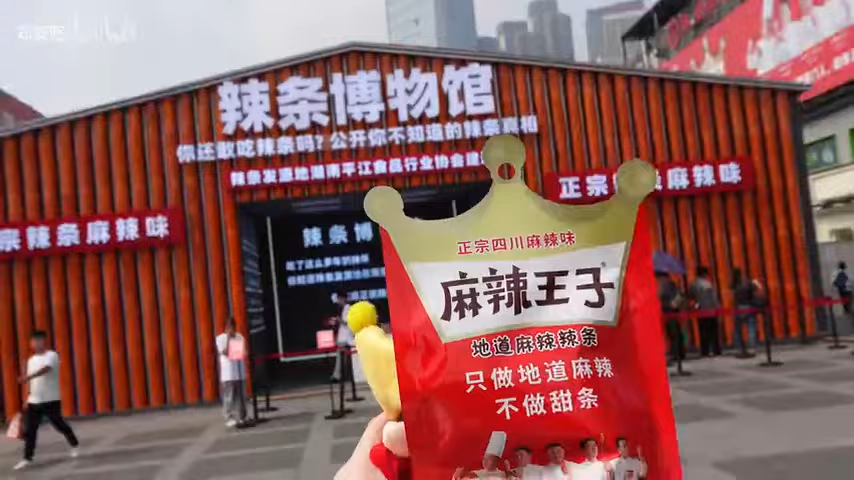 辣条博物馆
你还敢吃辣条吗?公开你不知道的辣条真相
辣条发源地湖南平江食品行业协会建
正宗
麻辣味
辣条麻辣味
辣条博
正宗四川麻辣味
麻辣王子
地道麻辣辣条
只做地道麻辣
不做甜条